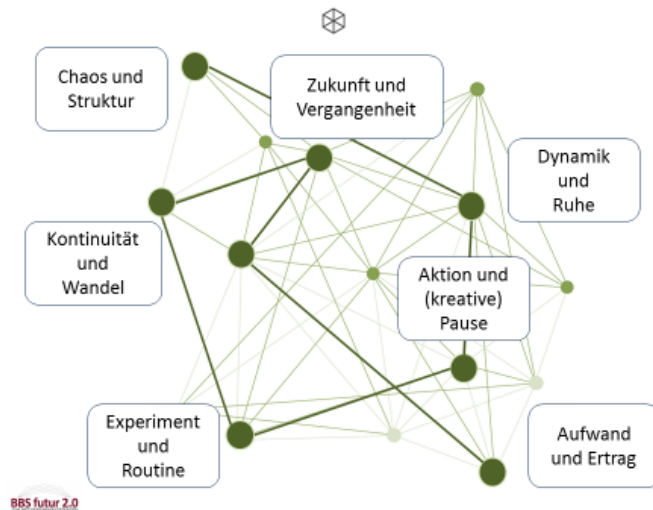 Chaos und
Struktur
Zukunft und
Vergangenheit
Dynamik
und
Ruhe
Kontinuität
und
Wandel
Aktion und
(kreative)
Pause
Experiment
und
Routine
Aufwand
und Ertrag
BBS futur 2.0